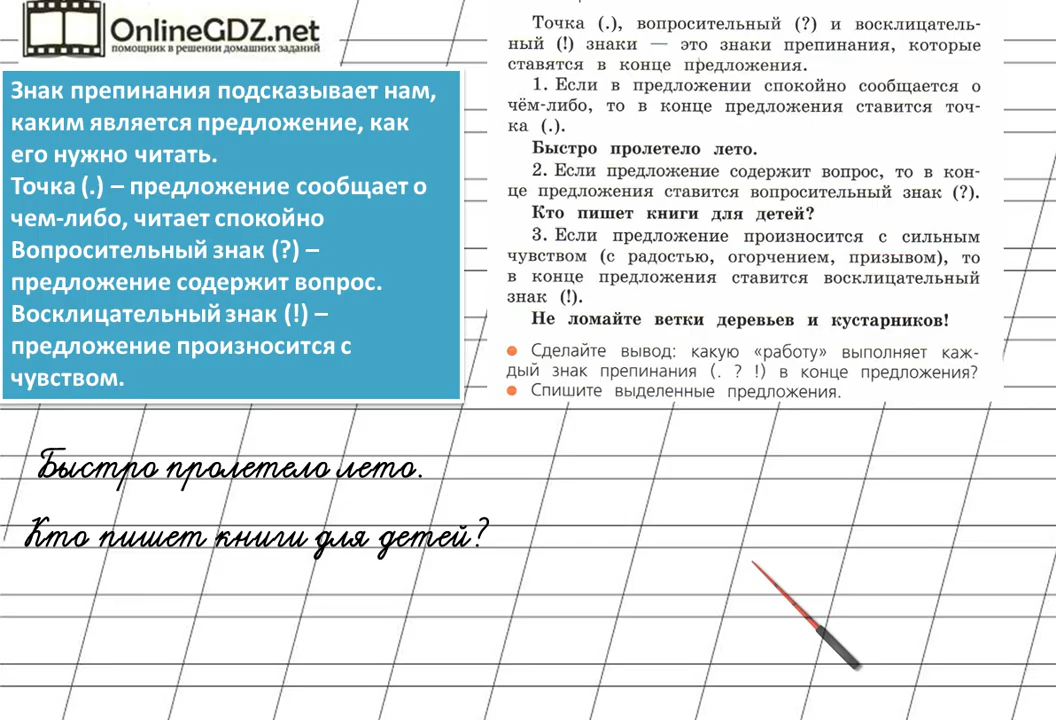 OnlineGDZ.net
помощник в решении домашних заданий
Знак препинания подсказывает нам,
каким является предложение, как
его нужно читать.
Точка (.) – предложение сообщает о
чем-либо, читает спокойно
Вопросительный знак (?) –
предложение содержит вопрос.
Восклицательный знак (!) –
предложение произносится с
чувством.
Точка (.), вопросительный (?) и восклицатель-
ный (!) знаки — это знаки препинания, которые
ставятся в конце предложения.
1. Если в предложении спокойно сообщается о
чём-либо, то в конце предложения ставится точ-
ка (.).
Быстро пролетело лето.
2. Если предложение содержит вопрос, то в кон-
це предложения ставится вопросительный знак (?).
Кто пишет книги для детей?
3. Если предложение произносится с сильным
чувством (с радостью, огорчением, призывом), то
в конце предложения ставится восклицательный
знак (!).
Не ломайте ветки деревьев и кустарников!
● Сделайте вывод: какую «работу» выполняет каж-
дый знак препинания (. ? !) в конце предложения?
● Спишите выделенные предложения.
Быстро пролетело лето.
Кто пишет книги для детей?